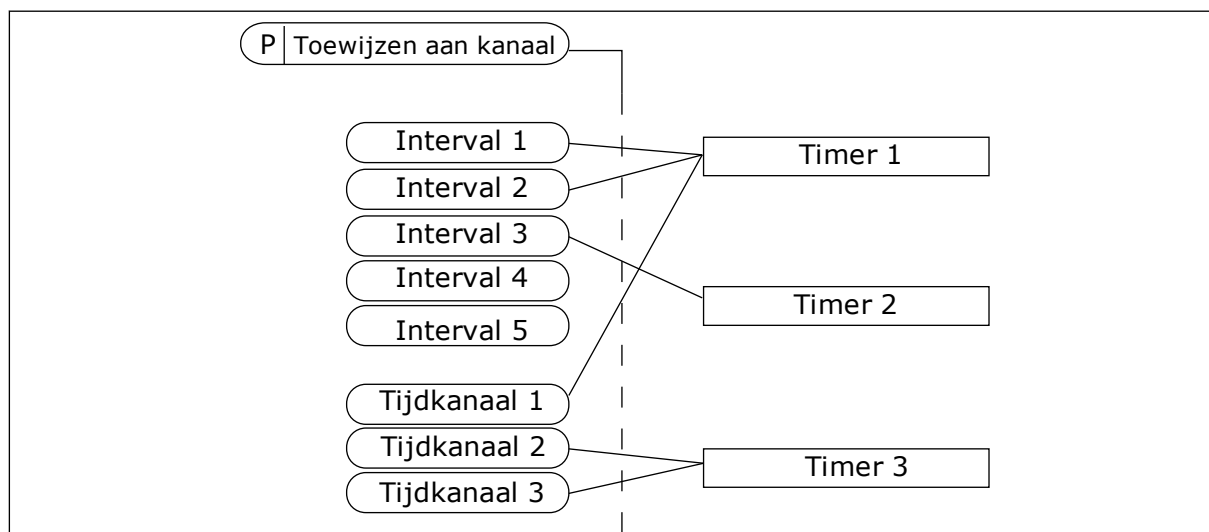 P Toewijzen aan kanaal
Interval 1
Timer 1
Interval 2
Interval 3
Interval 4
Timer 2
Interval 5
Tijdkanaal 1
Tijdkanaal 2
Timer 3
Tijdkanaal 3